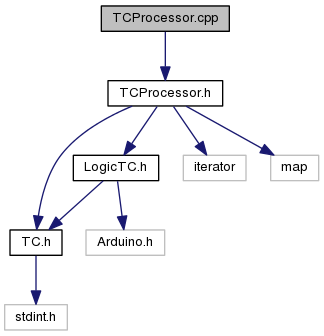 TCProcessor.cpp
TCProcessor.h
LogicTC.h
iterator
map
TC.h
Arduino.h
stdint.h